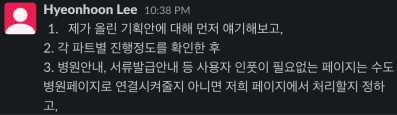 Hyeonhoon Lee 10:38 PM
1. 제가 올린 기획안에 대해 먼저 얘기해보고,
2. 각 파트별 진행정도를 확인한 후
3. 병원안내, 서류발급안내 등 사용자 인풋이 필요없는 페이지는 수도
병원페이지로 연결시켜줄지 아니면 저희 페이지에서 처리할지 정하
고,